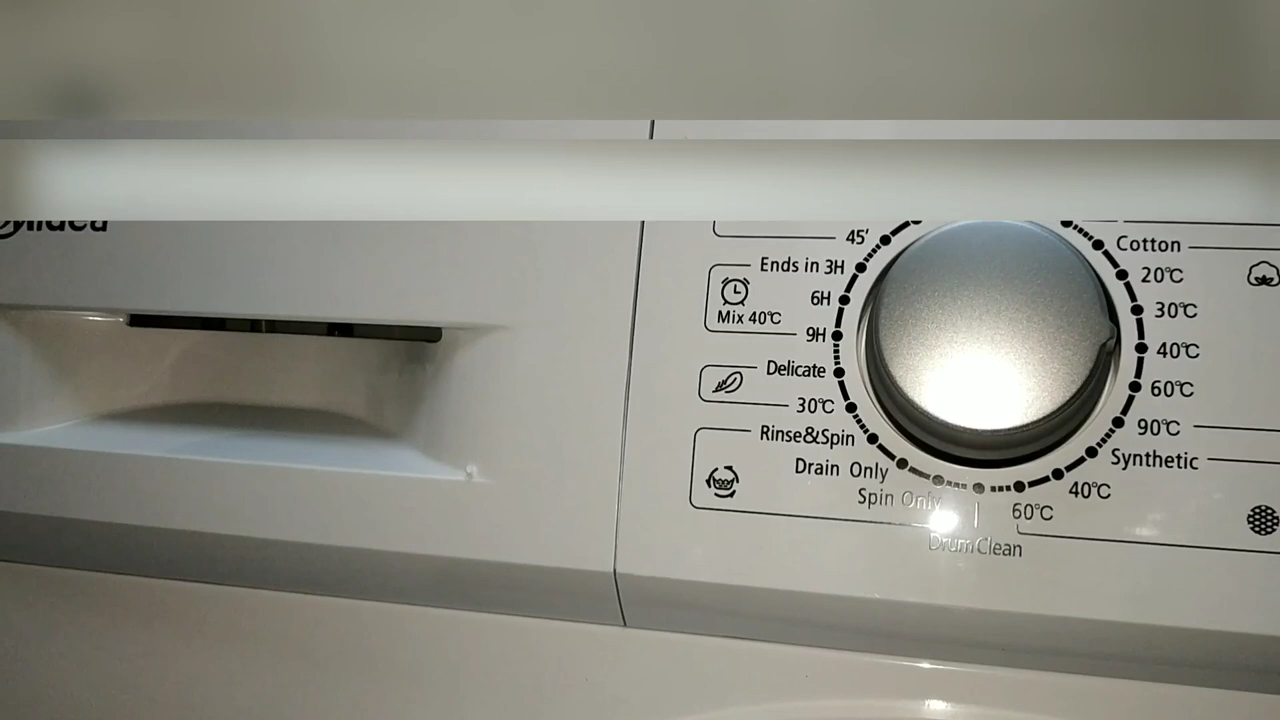 Midea
45'
Ends in 3H
6H
Mix 40℃
9H
Delicate
30℃
Rinse&Spin
Drain Only
Spin Only
Drum Clean
Cotton
20℃
30℃
40℃
60℃
90℃
Synthetic
40℃
60℃